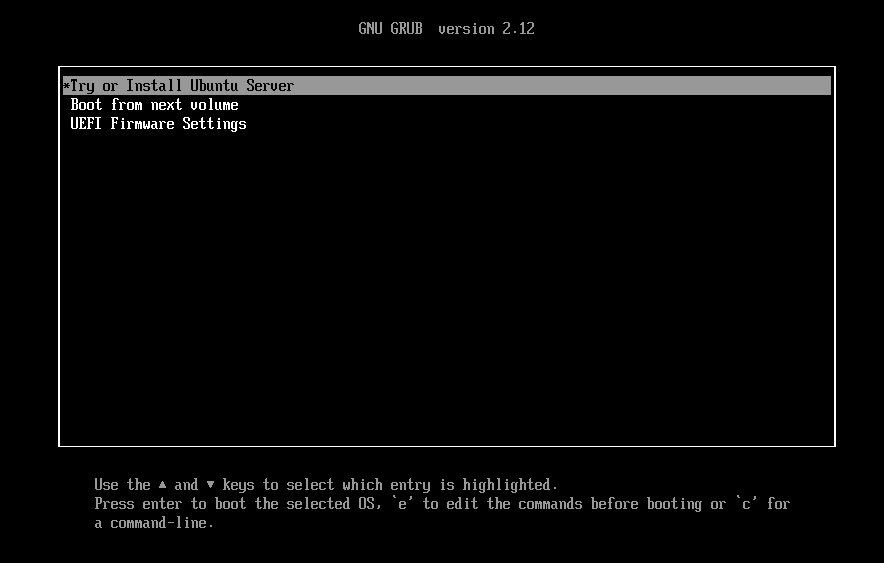 GNU GRUB  version 2.12
*Try or Install Ubuntu Server
Boot from next volume
UEFI Firmware Settings
Use the ▲ and ▼ keys to select which entry is highlighted.
Press enter to boot the selected OS, `e' to edit the commands before booting or `c' for
a command-line.